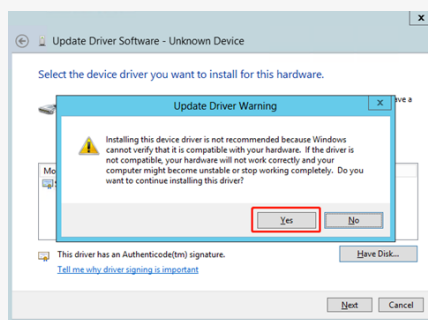 x
Update Driver Software - Unknown Device
Select the device driver you want to install for this hardware.
ave a
Update Driver Warning
x
Installing this device driver is not recommended because Windows
cannot verify that it is compatible with your hardware. If the driver is
not compatible, your hardware will not work correctly and your
computer might become unstable or stop working completely. Do you
want to continue installing this driver?
Mo
Yes
No
This driver has an Authenticode(tm) signature.
Have Disk...
Tell me why driver signing is important
Next
Cancel